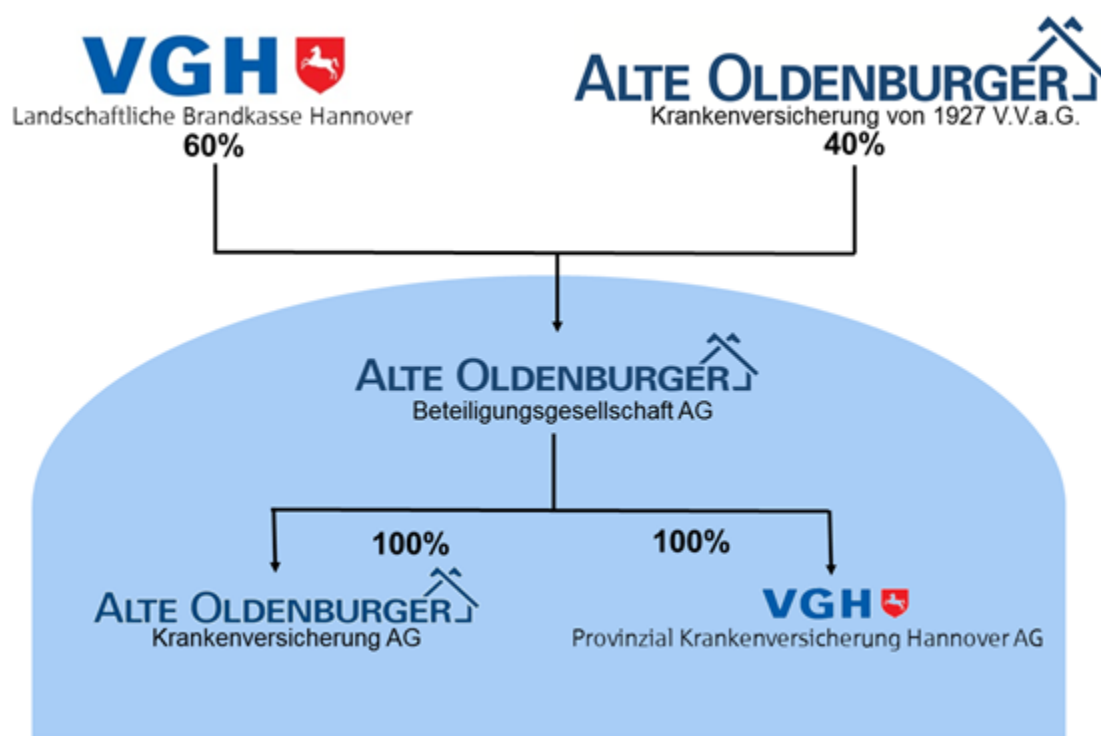 VGH
Landschaftliche Brandkasse Hannover
60%
ALTE OLDENBURGER
Krankenversicherung von 1927 V.V.a.G.
40%
ALTE OLDENBURGER
Beteiligungsgesellschaft AG
100%
100%
ALTE OLDENBURGER
Krankenversicherung AG
VGH
Provinzial Krankenversicherung Hannover AG